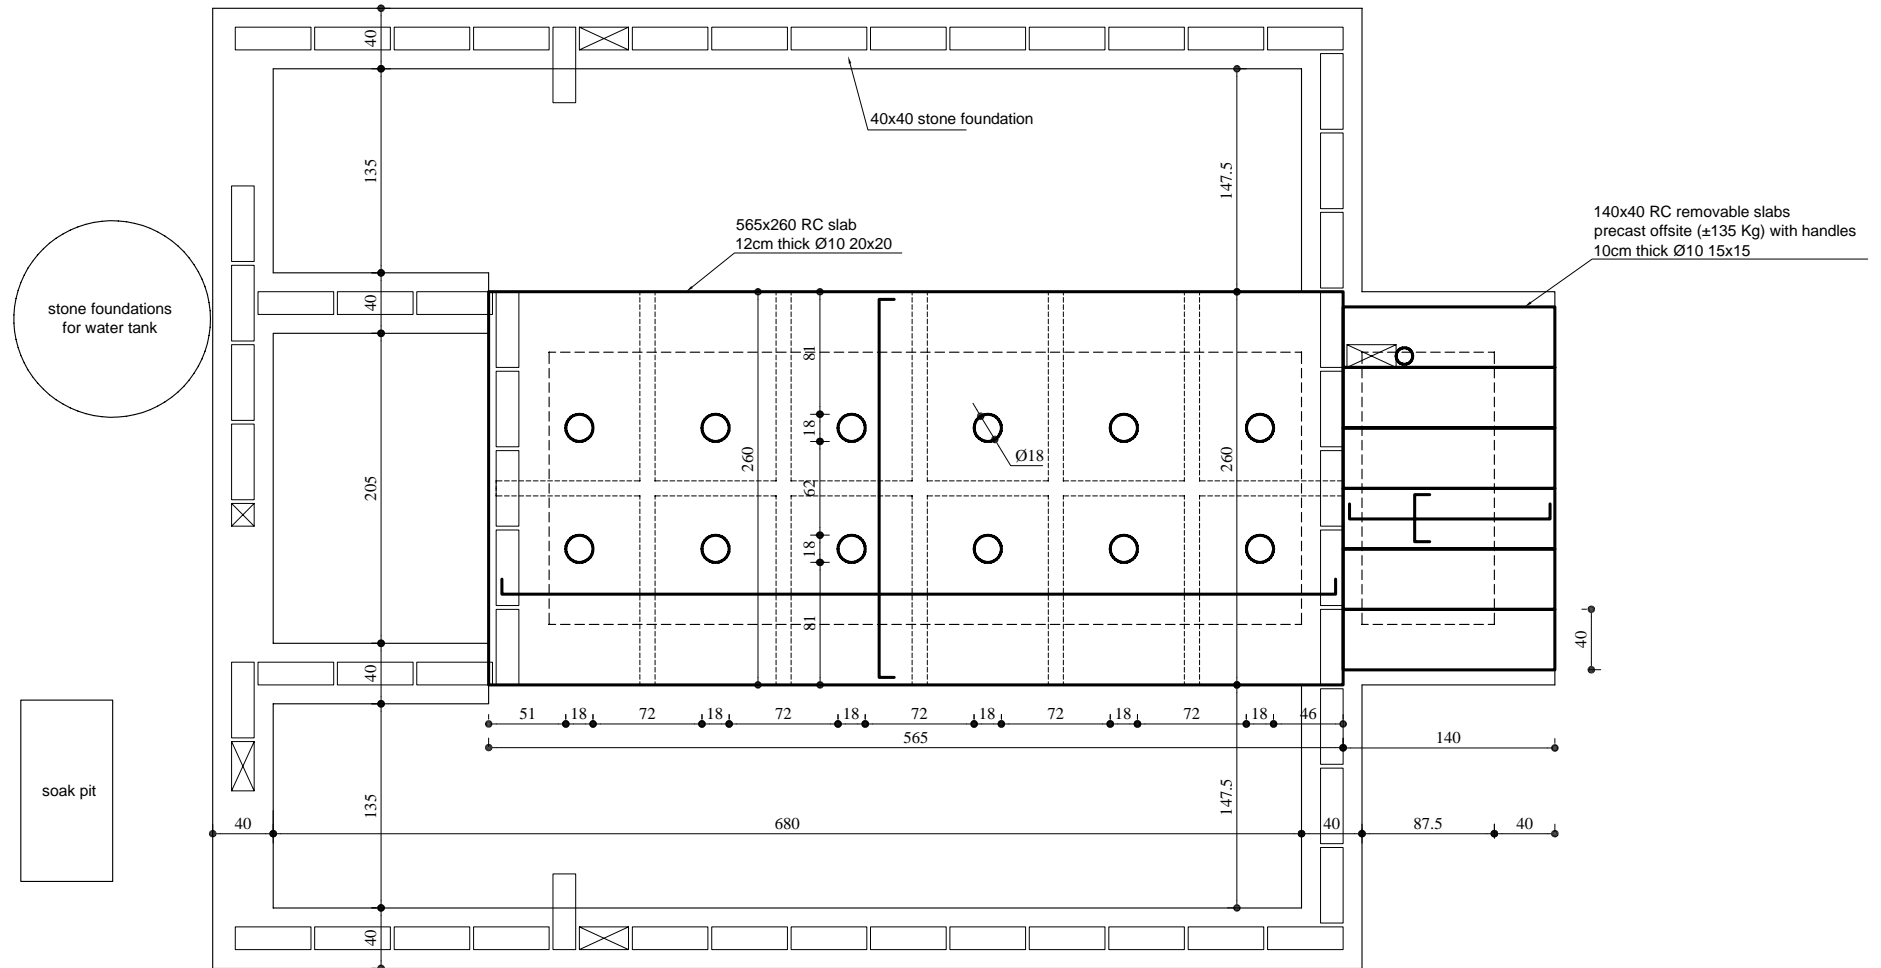 40
40x40 stone foundation
135
147.5
140x40 RC removable slabs
precast offsite (±135 Kg) with handles
10cm thick Ø10 15x15
565x260 RC slab
12cm thick Ø10 20x20
stone foundations
for water tank
40
81
18
Ø18
260
260
205
62
18
81
40
40
51 18 72 18 72 18 72 18 72 18 72 18 46
565 140
soak pit
135
147.5
40 680 40 87.5 40
40